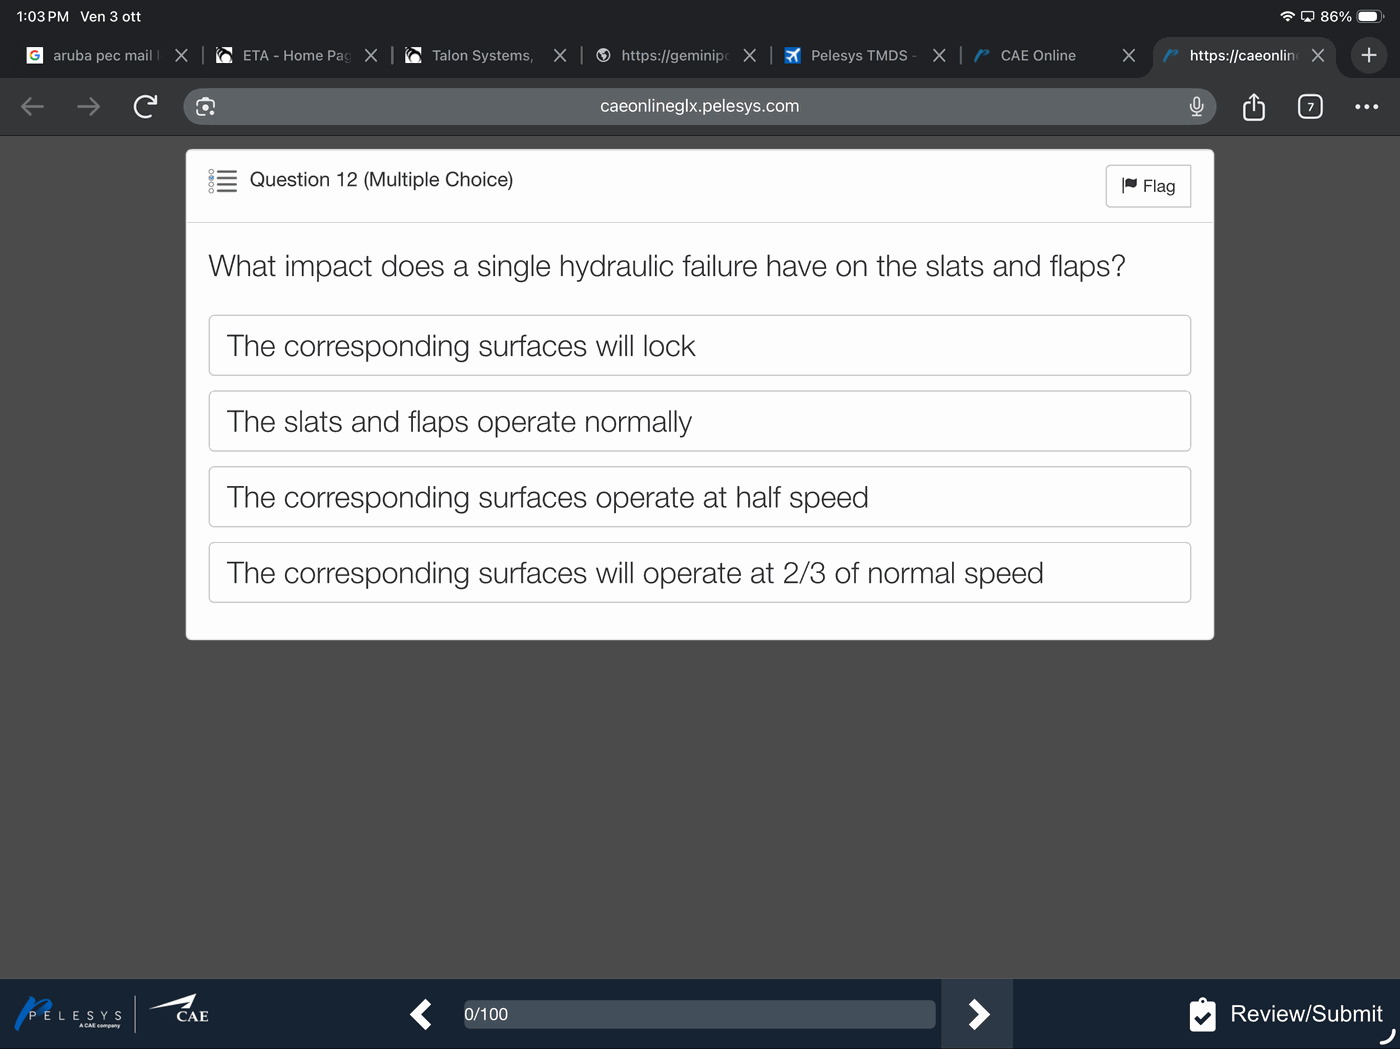 1:03 PM Ven 3 ott
86%
aruba pec mail
ETA - Home Pag
Talon Systems,
https://geminipc
Pelesys TMDS -
CAE Online
https://caeonlin
caeonlineglx.pelesys.com
7
Question 12 (Multiple Choice)
Flag
What impact does a single hydraulic failure have on the slats and flaps?
The corresponding surfaces will lock
The slats and flaps operate normally
The corresponding surfaces operate at half speed
The corresponding surfaces will operate at 2/3 of normal speed
PELESYS
A CAE company
CAE
0/100
Review/Submit